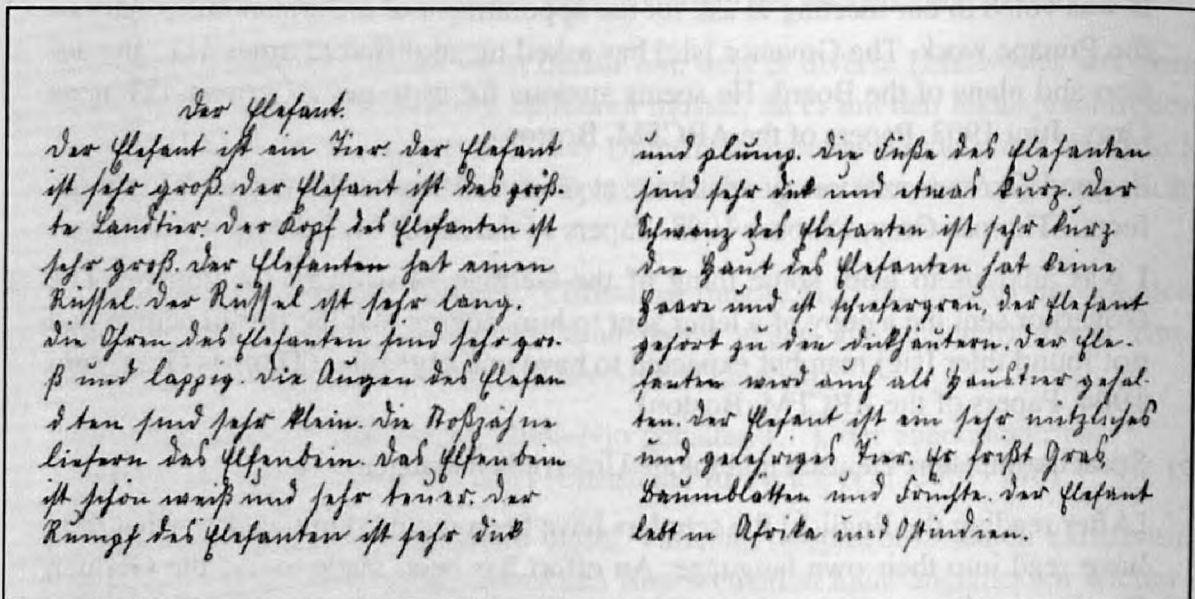 Der Elefant.
Der Elefant ist ein Tier. Der Elefant
ist sehr groß. Der Elefant ist das größ-
te Landtier. Der Kopf des Elefanten ist
sehr groß. Der Elefanten hat einen
Rüssel. Der Rüssel ist sehr lang.
Die Ohren des Elefanten sind sehr gro-
ß und lappig. Die Augen des Elefan
d.ten sind sehr klein. Die Stoßzähne
liefern das Elfenbein. Das Elfenbein
ist schön weiß und sehr teuer. Der
Rumpf des Elefanten ist sehr dick
und plump. Die Füße des Elefanten
sind sehr dick und etwas kurz. Der
Schwanz des Elefanten ist sehr kurz
Die Haut des Elefanten hat keine
Haare und ist schiefergrau. Der Elefant
gehört zu den Dickhäutern. Der Ele-
fanten wird auch als Haustier gehal-
ten. Der Elefant ist ein sehr nützliches
und gelehriges Tier. Er frißt Gras
Baumblätter und Früchte. Der Elefant
lebt in Afrika und Ostindien.